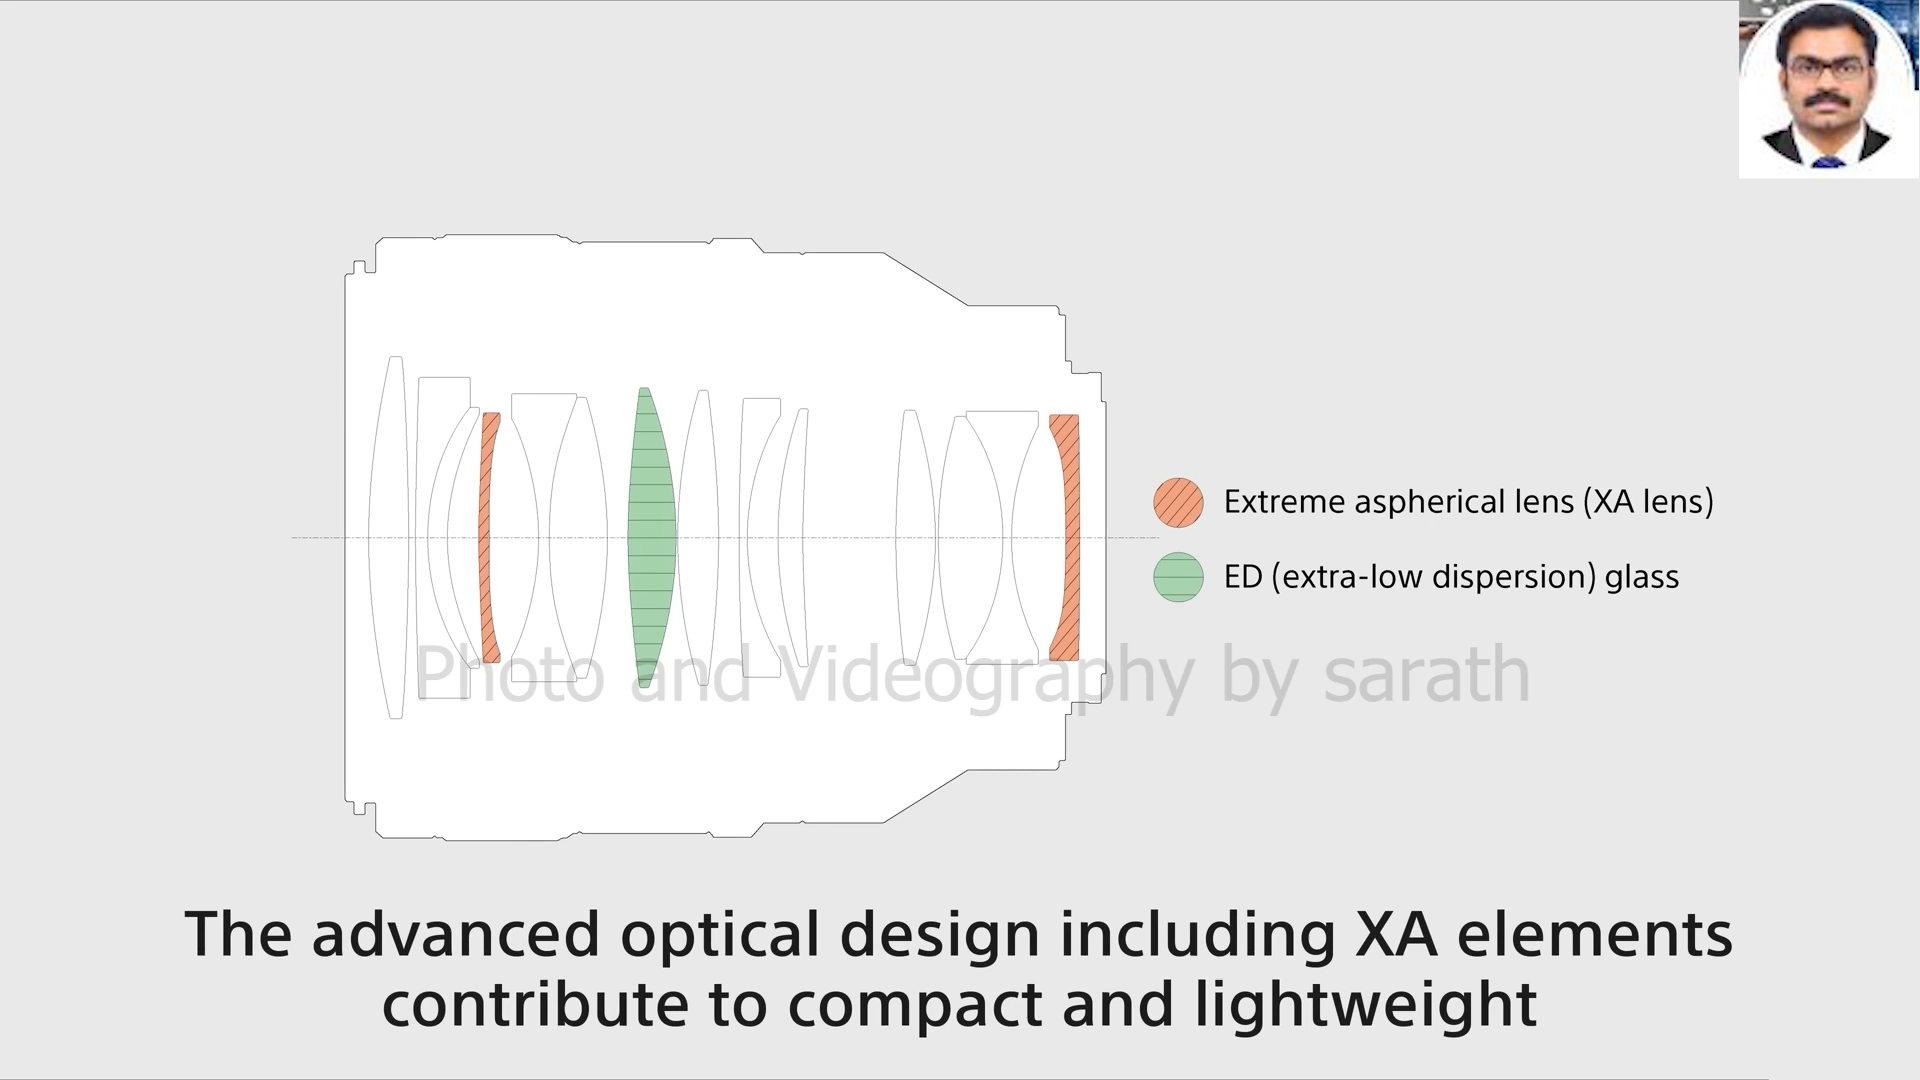 Extreme aspherical lens (XA lens)
ED (extra-low dispersion) glass
Photo and Videography by sarath
The advanced optical design including XA elements
contribute to compact and lightweight